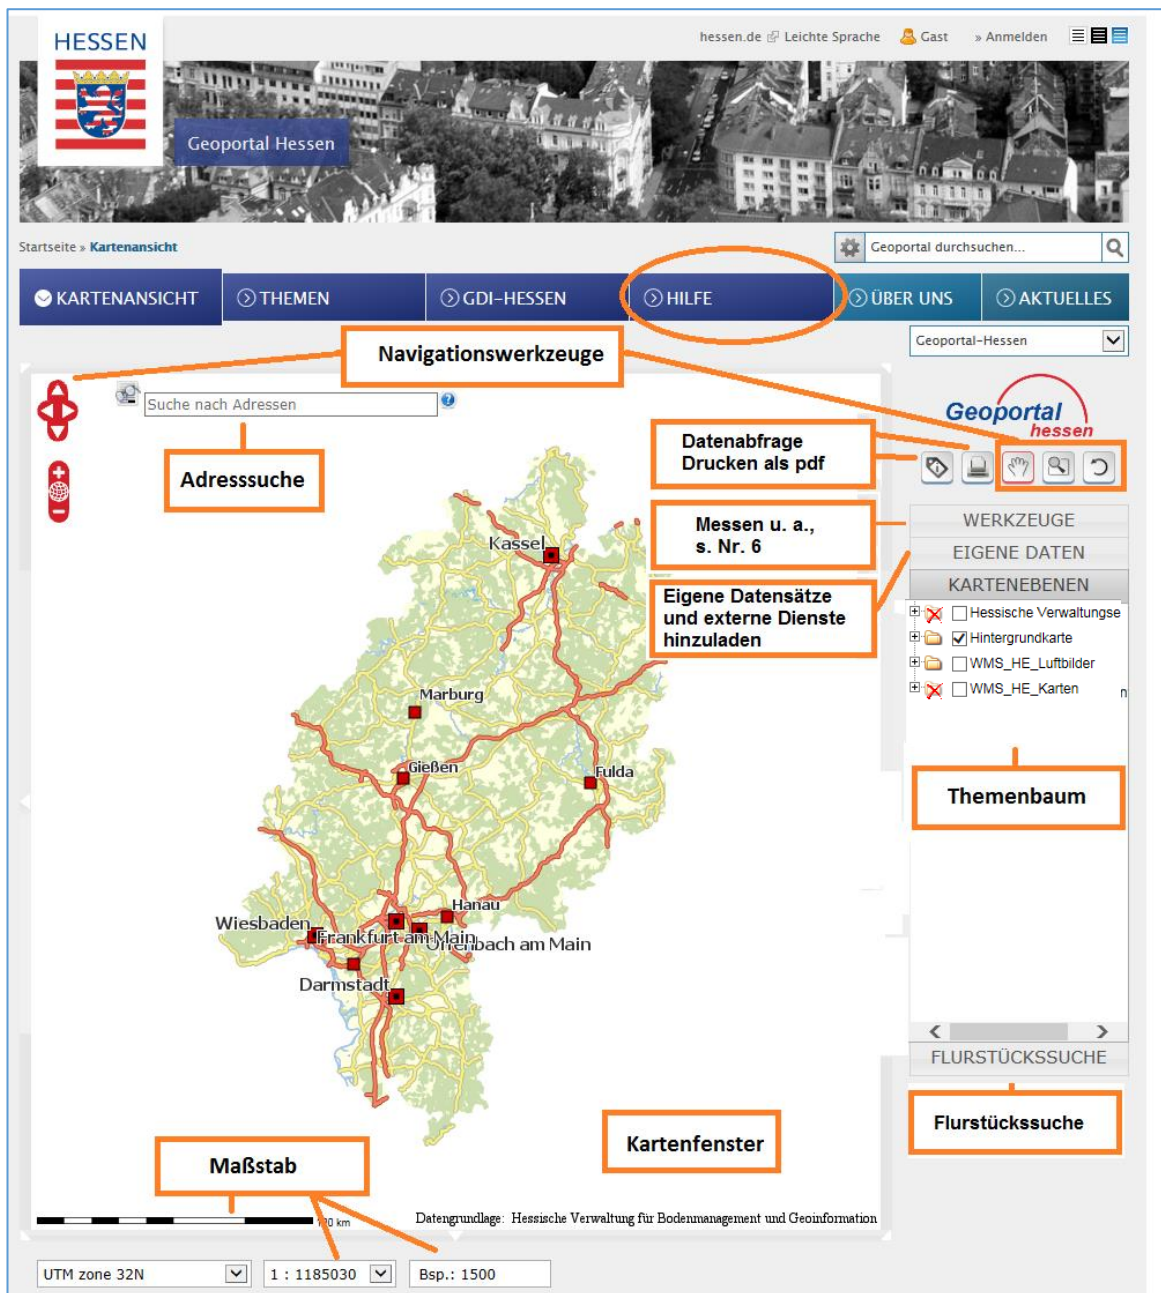 HESSEN
hessen.de Leichte Sprache Gast » Anmelden
Geoportal Hessen
Startseite » Kartenansicht
Geoportal durchsuchen...
KARTENANSICHT THEMEN GDI-HESSEN HILFE ÜBER UNS AKTUELLES
Geoportal-Hessen
Navigationswerkzeuge
Suche nach Adressen
Adresssuche
Geoportal
hessen
Datenabfrage
Drucken als pdf
Messen u. a.,
s. Nr. 6
Eigene Datensätze
und externe Dienste
hinzuladen
WERKZEUGE
EIGENE DATEN
KARTENEBENEN
Hessische Verwaltungse
Hintergrundkarte
WMS_HE_Luftbilder
WMS_HE_Karten
Themenbaum
Kassel
Marburg
Gießen
Fulda
Hanau
Wiesbaden
Frankfurt am Main
Offenbach am Main
Darmstadt
FLURSTÜCKSSUCHE
Flurstückssuche
Kartenfenster
Maßstab
km
Datengrundlage: Hessische Verwaltung für Bodenmanagement und Geoinformation
UTM zone 32N
1 : 1185030
Bsp.: 1500